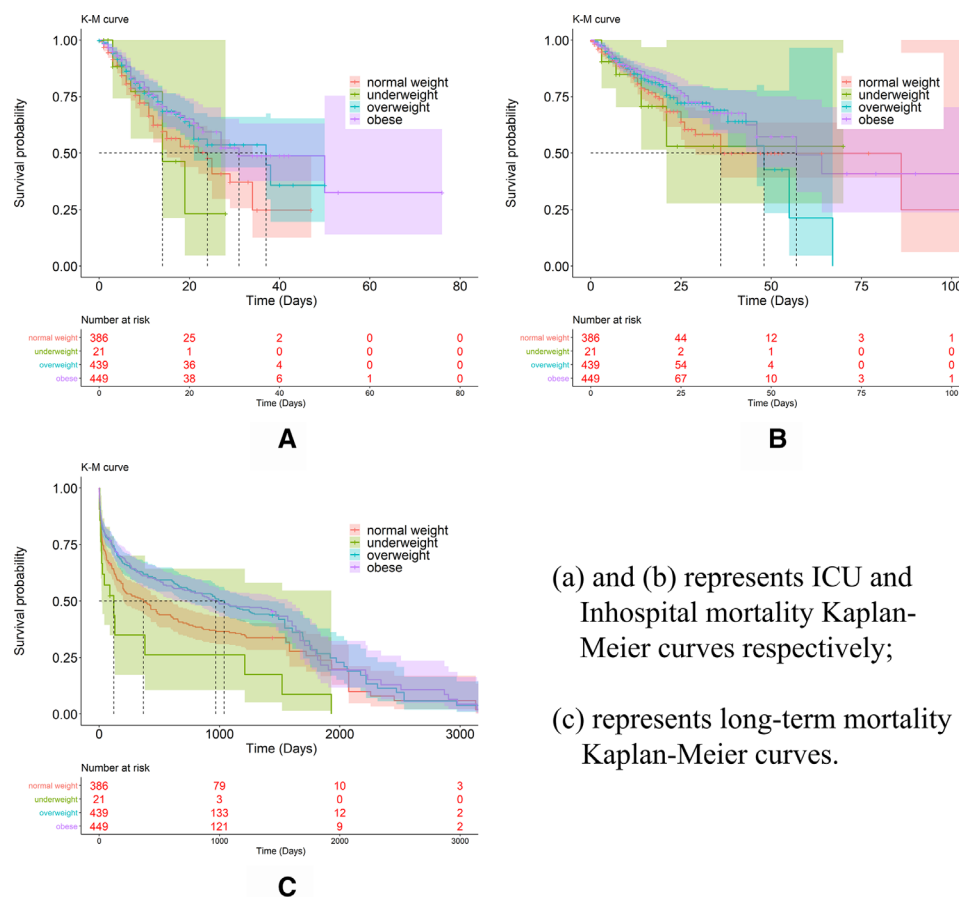 K-M curve
1.00
0.75
0.50
0.25
0.00
Survival probability
normal weight
underweight
overweight
obese
0 20 40 60 80
Time (Days)
Number at risk
normal weight 386 25 2 0 0
underweight 21 1 0 0 0
overweight 439 36 4 0 0
obese 449 38 6 1 0
0 20 40 60 80
Time (Days)
A
K-M curve
1.00
0.75
0.50
0.25
0.00
Survival probability
normal weight
underweight
overweight
obese
0 25 50 75 100
Time (Days)
Number at risk
normal weight 386 44 12 3 1
underweight 21 2 1 0 0
overweight 439 54 4 0 0
obese 449 67 10 3 1
0 25 50 75 100
Time (Days)
B
K-M curve
1.00
0.75
0.50
0.25
0.00
Survival probability
normal weight
underweight
overweight
obese
0 1000 2000 3000
Time (Days)
Number at risk
normal weight 386 79 10 3
underweight 21 3 0 0
overweight 439 133 12 2
obese 449 121 9 2
0 1000 2000 3000
Time (Days)
C
(a) and (b) represents ICU and
Inhospital mortality Kaplan-
Meier curves respectively;
(c) represents long-term mortality
Kaplan-Meier curves.